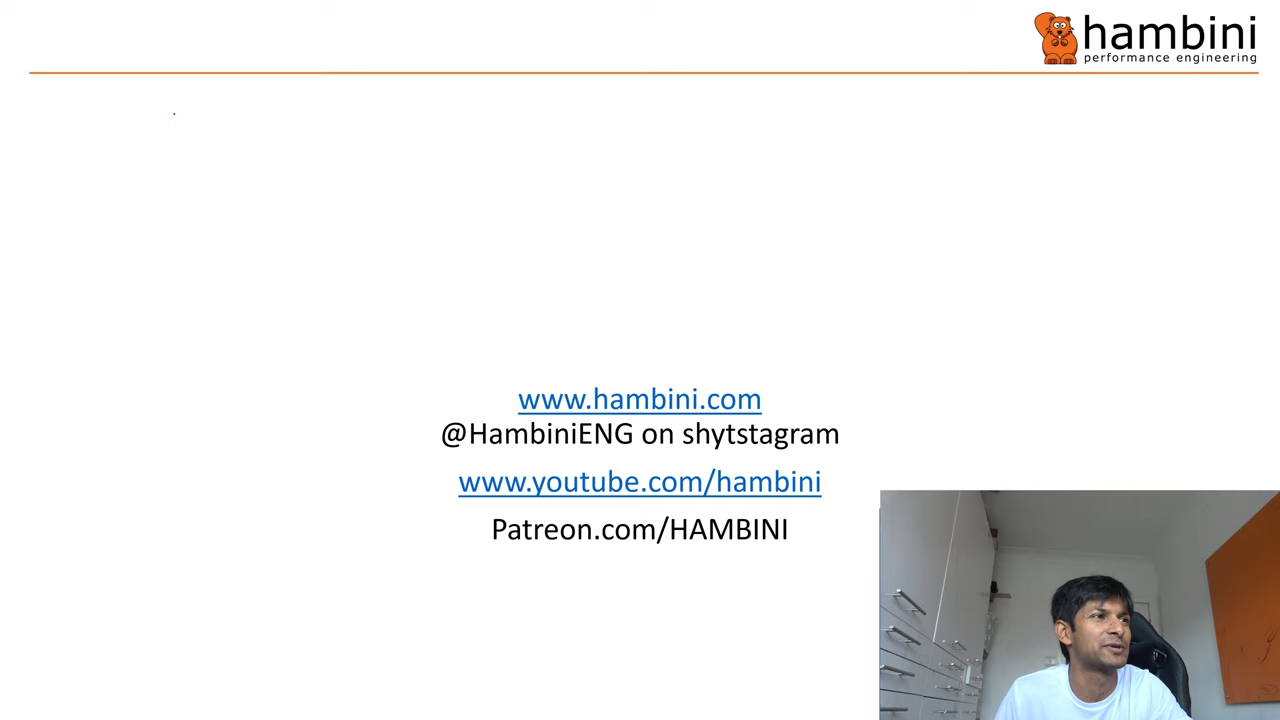 hambini
performance engineering
www.hambini.com
@HambiniENG on shytstagram
www.youtube.com/hambini
Patreon.com/HAMBINI